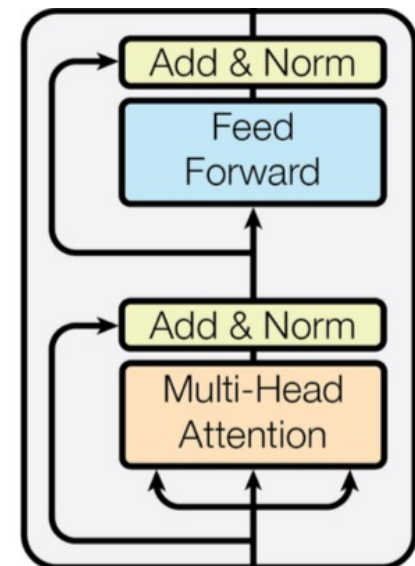 Add & Norm
Feed
Forward
Add & Norm
Multi-Head
Attention